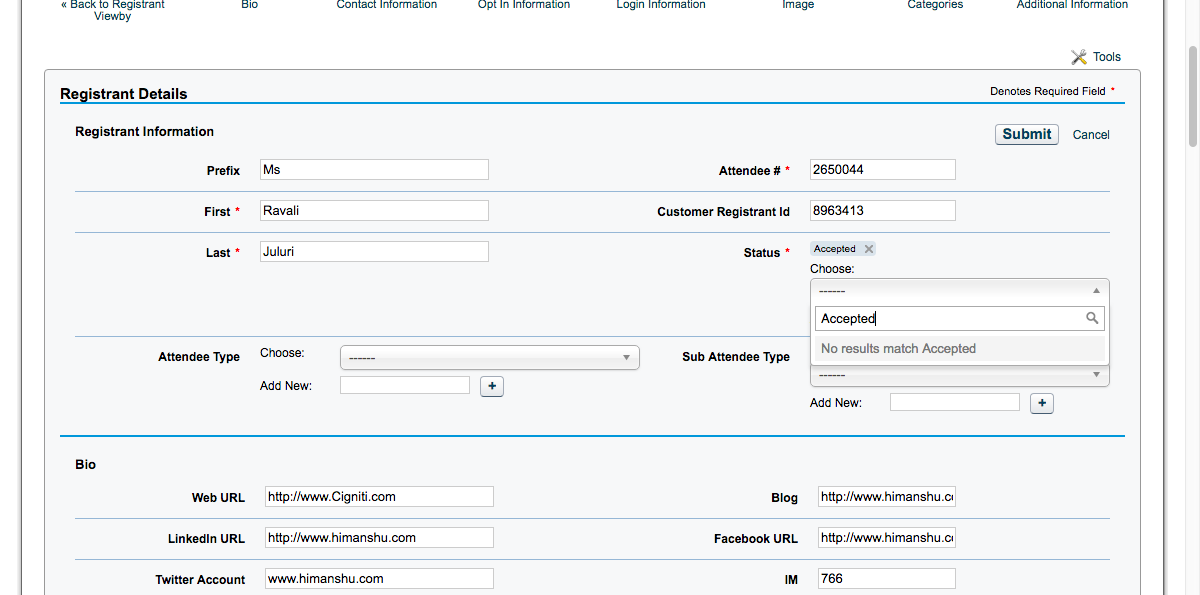 « Back to Registrant Viewby Bio Contact Information Opt In Information Login Information Image Categories Additional Information
Tools
Registrant Details Denotes Required Field *
Registrant Information Submit Cancel
Prefix Ms Attendee # * 2650044
First * Ravali Customer Registrant Id 8963413
Last * Juluri Status * Accepted
Choose:
------
Accepted
No results match Accepted
Attendee Type Choose: ------ Sub Attendee Type ------
Add New: + Add New: +
Bio
Web URL http://www.Cigniti.com Blog http://www.himanshu.c
LinkedIn URL http://www.himanshu.com Facebook URL http://www.himanshu.c
Twitter Account www.himanshu.com IM 766